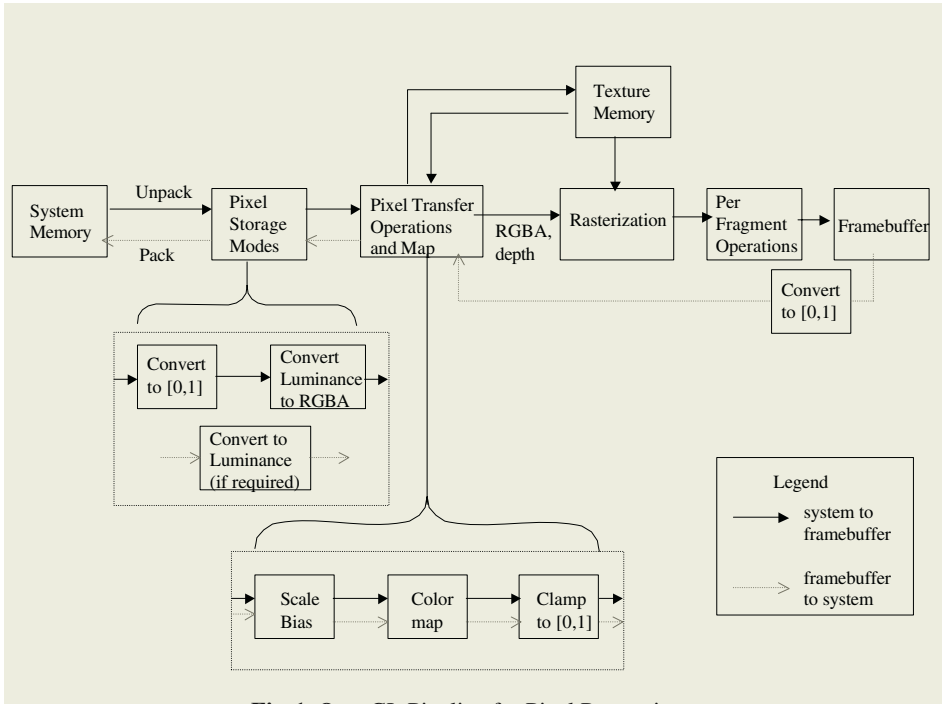 Texture
Memory
System
Memory
Unpack
Pack
Pixel
Storage
Modes
Pixel Transfer
Operations
and Map
RGBA,
depth
Rasterization
Per
Fragment
Operations
Framebuffer
Convert
to [0,1]
Convert
to [0,1]
Convert
Luminance
to RGBA
Convert to
Luminance
(if required)
Legend
system to
framebuffer
framebuffer
to system
Scale
Bias
Color
map
Clamp
to [0,1]